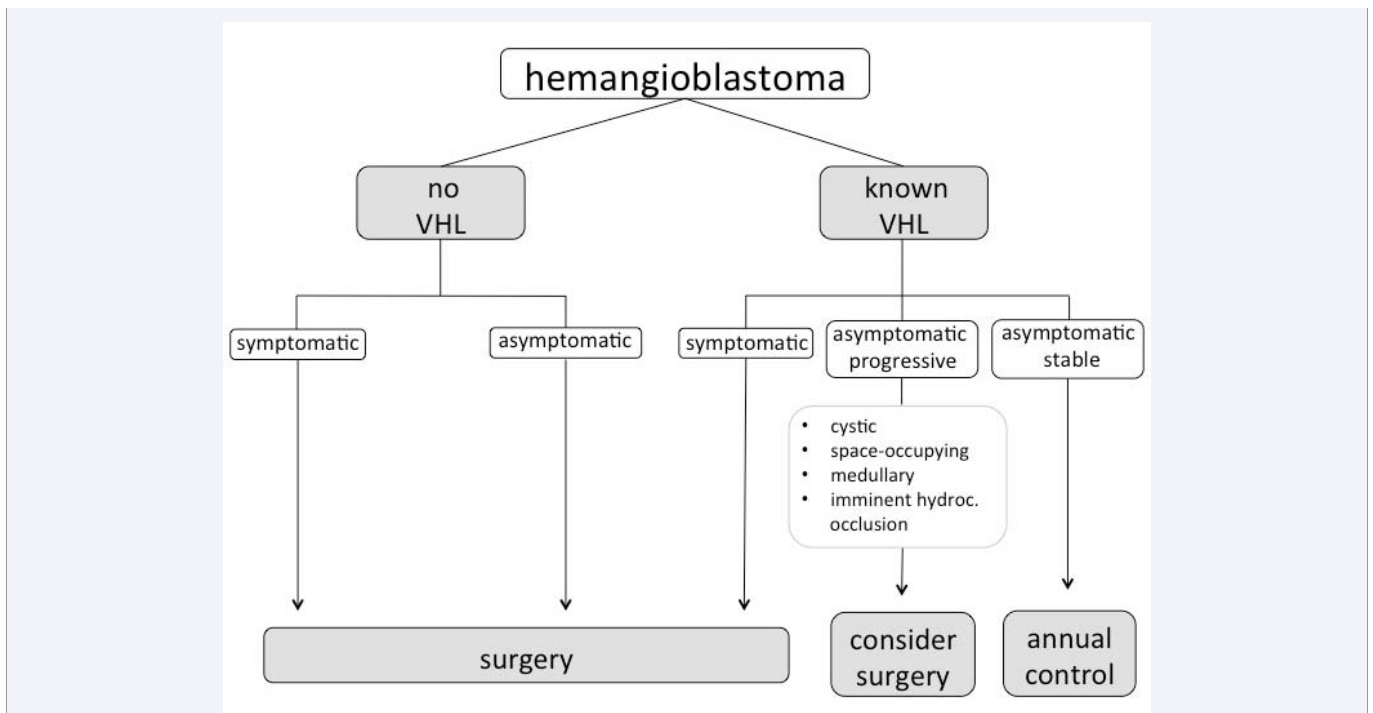 hemangioblastoma
no
VHL
known
VHL
symptomatic
asymptomatic
symptomatic
asymptomatic
progressive
asymptomatic
stable
• cystic
• space-occupying
• medullary
• imminent hydroc.
occlusion
surgery
consider
surgery
annual
control